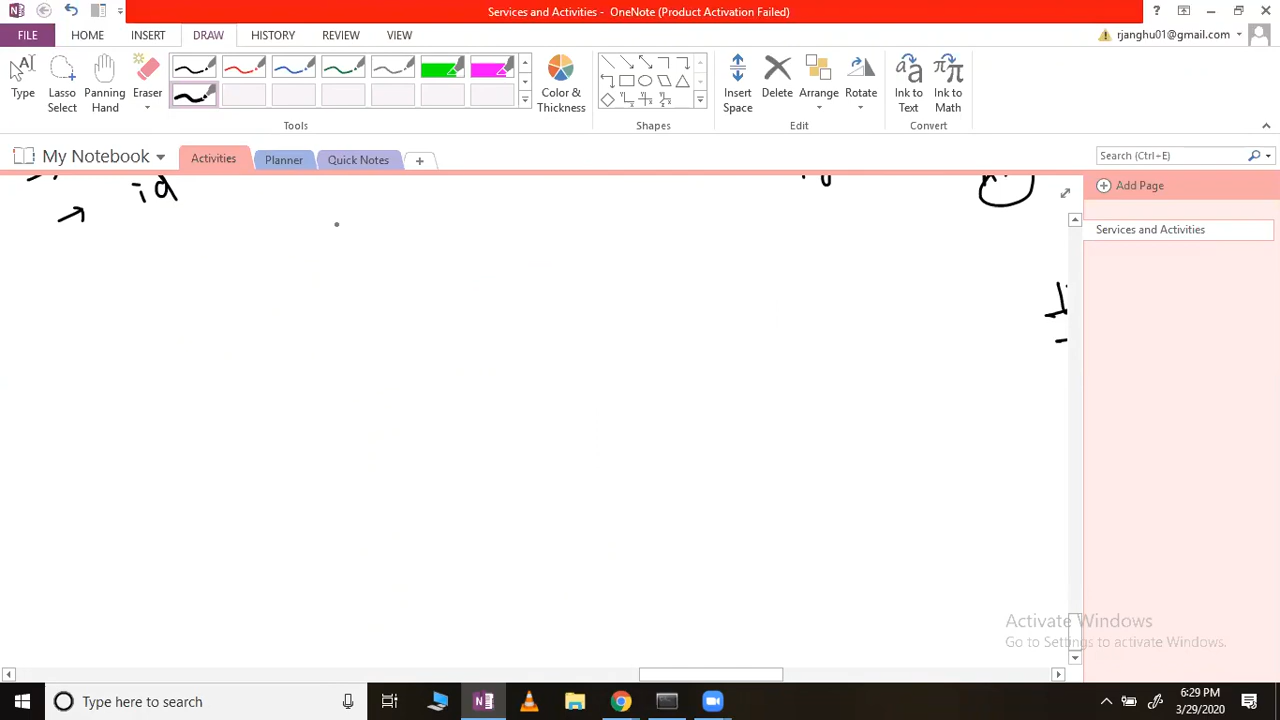 Services and Activities - OneNote (Product Activation Failed)
?
FILE HOME INSERT DRAW HISTORY REVIEW VIEW
rjanghu01@gmail.com
Type
Lasso Select
Panning Hand
Eraser
Color & Thickness
Insert Space
Delete
Arrange
Rotate
Ink to Text
Ink to Math
Tools
Shapes
Edit
Convert
My Notebook
Activities
Planner
Quick Notes
+
Search (Ctrl+E)
Add Page
Services and Activities
id
Activate Windows
Go to Settings to activate Windows.
Type here to search
6:29 PM
3/29/2020